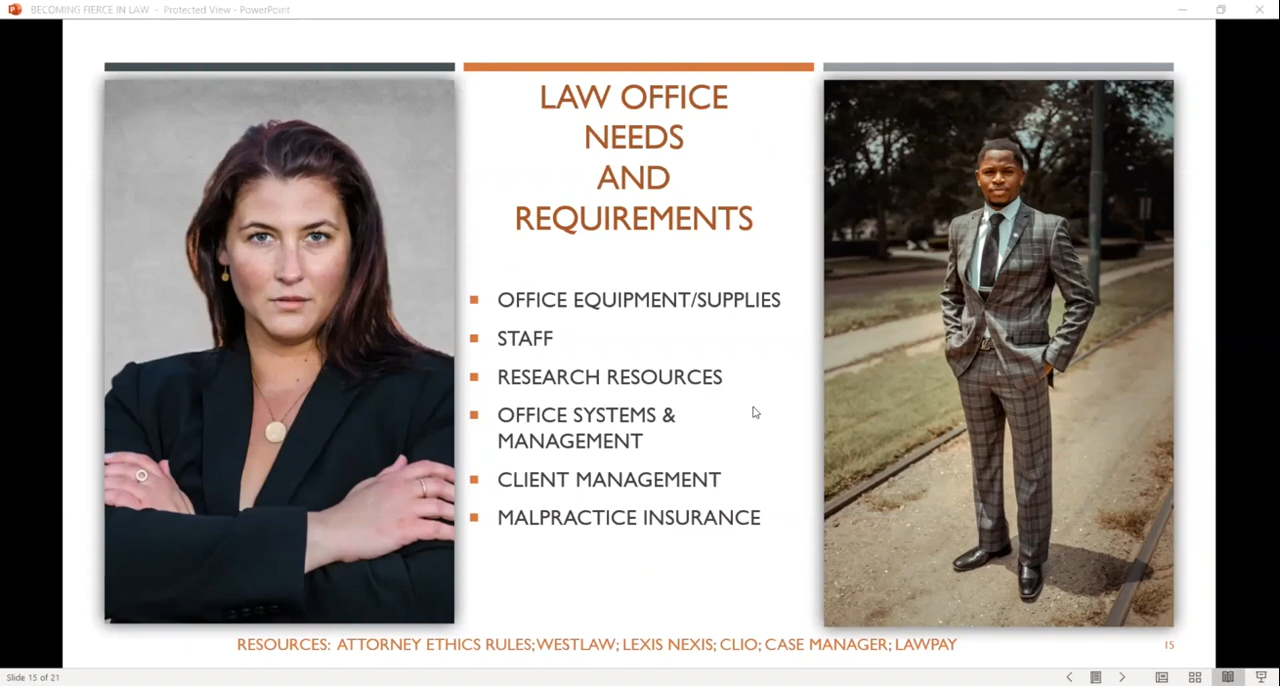 BECOMING FIERCE IN LAW - Protected View - PowerPoint
LAW OFFICE
NEEDS
AND
REQUIREMENTS
OFFICE EQUIPMENT/SUPPLIES
STAFF
RESEARCH RESOURCES
OFFICE SYSTEMS &
MANAGEMENT
CLIENT MANAGEMENT
MALPRACTICE INSURANCE
RESOURCES: ATTORNEY ETHICS RULES; WESTLAW; LEXIS NEXIS; CLIO; CASE MANAGER; LAWPAY
15
Slide 15 of 21